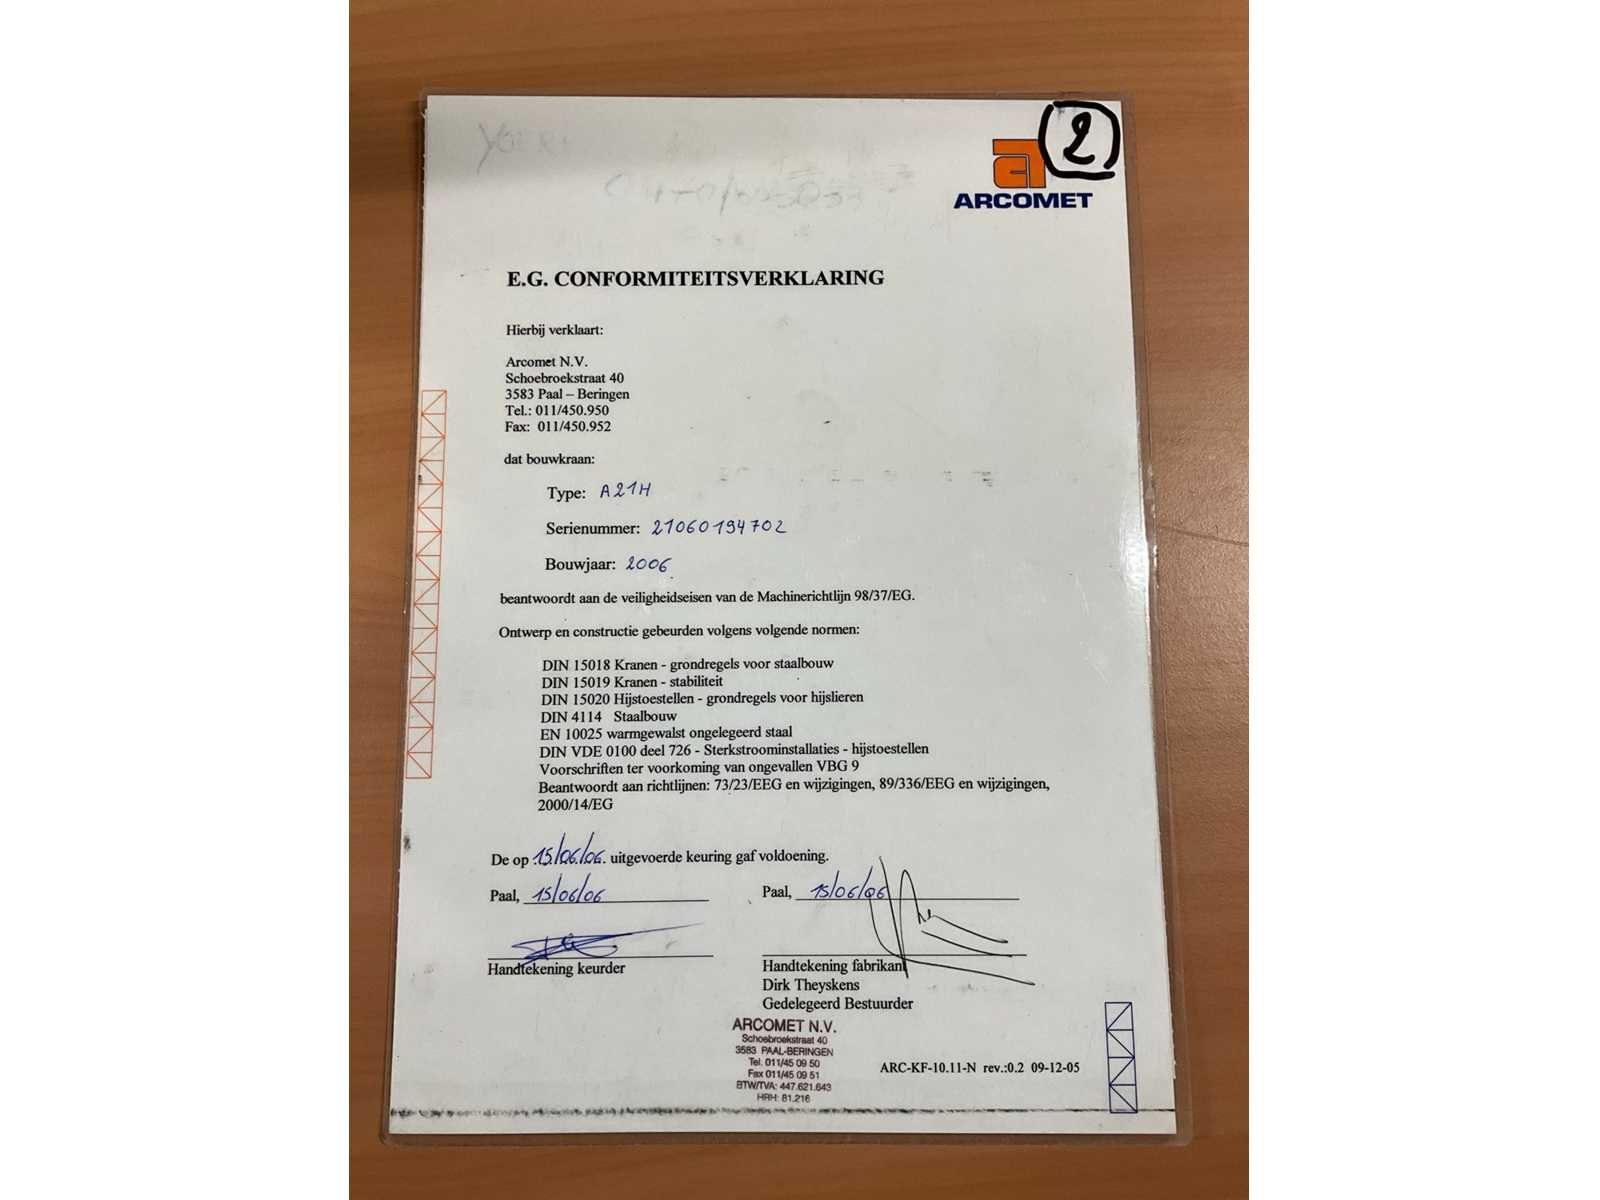 YOERI
2
a
ARCOMET
E.G. CONFORMITEITSVERKLARING
Hierbij verklaart:
Arcomet N.V.
Schoebroekstraat 40
3583 Paal – Beringen
Tel.: 011/450.950
Fax: 011/450.952
dat bouwkraan:
Type: A21H
Serienummer: 21060194702
Bouwjaar: 2006
beantwoordt aan de veiligheidseisen van de Machinerichtlijn 98/37/EG.
Ontwerp en constructie gebeurden volgens volgende normen:
DIN 15018 Kranen - grondregels voor staalbouw
DIN 15019 Kranen - stabiliteit
DIN 15020 Hijstoestellen - grondregels voor hijslieren
DIN 4114 Staalbouw
EN 10025 warmgewalst ongelegeerd staal
DIN VDE 0100 deel 726 - Sterkstroominstallaties - hijstoestellen
Voorschriften ter voorkoming van ongevallen VBG 9
Beantwoordt aan richtlijnen: 73/23/EEG en wijzigingen, 89/336/EEG en wijzigingen,
2000/14/EG
De op 15/06/06 uitgevoerde keuring gaf voldoening.
Paal, 15/06/06 Paal, 15/06/06
Handtekening keurder Handtekening fabrikant
Dirk Theyskens
Gedelegeerd Bestuurder
ARCOMET N.V.
Schoebroekstraat 40
3583 PAAL-BERINGEN
Tel. 011/45 09 50
Fax 011/45 09 51
BTW/TVA: 447.621.643
HRH: 81.216
ARC-KF-10.11-N rev.:0.2 09-12-05